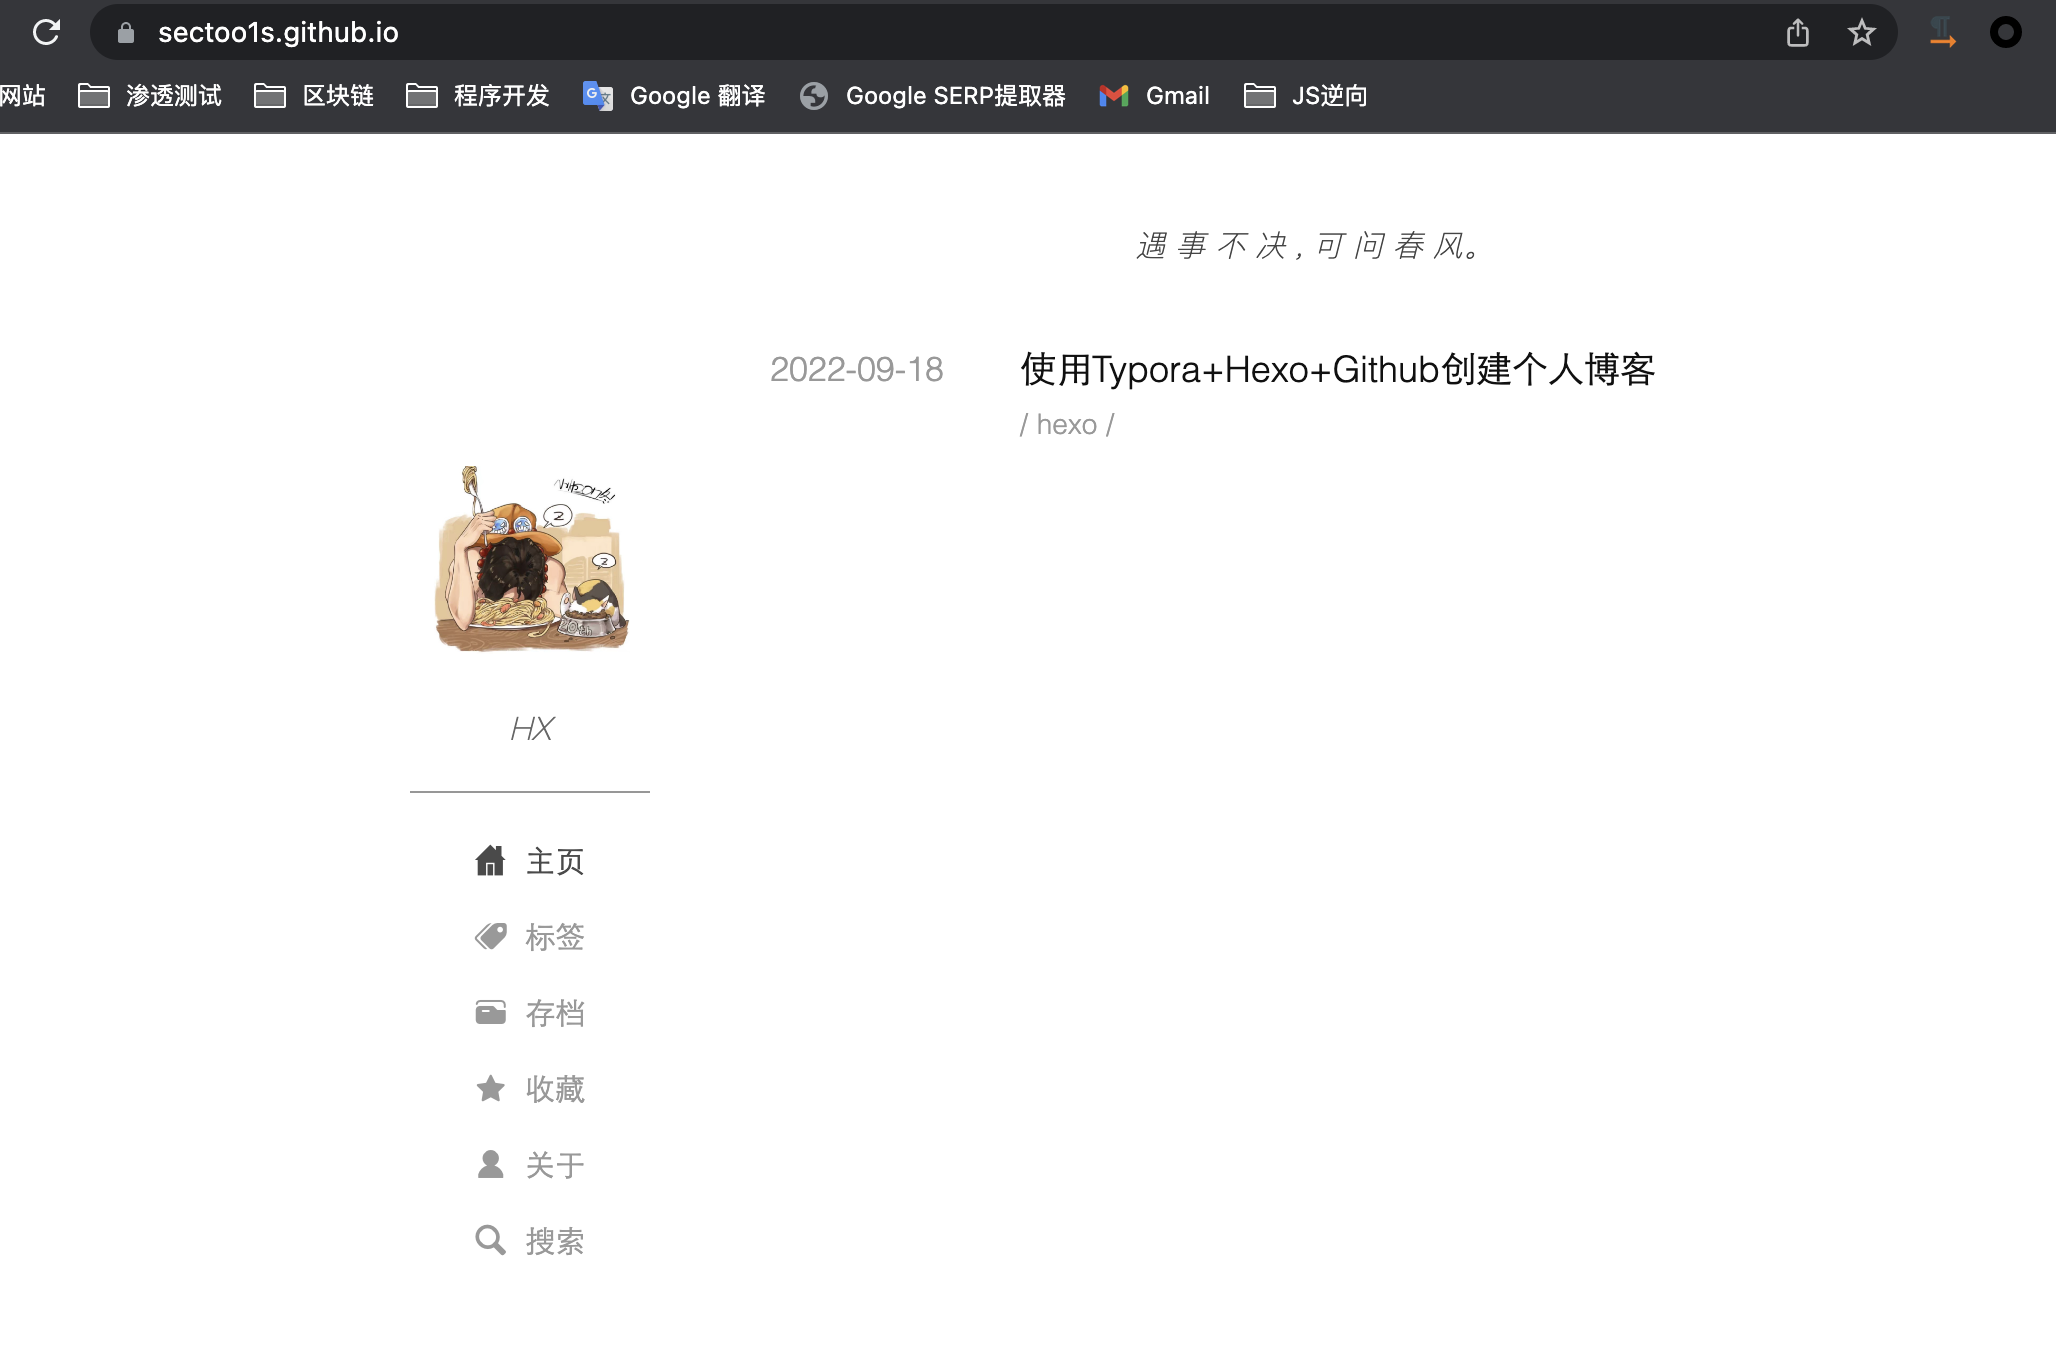 sectoo1s.github.io
网站 渗透测试 区块链 程序开发 Google 翻译 Google SERP提取器 Gmail JS逆向
遇事不决,可问春风。
2022-09-18 使用Typora+Hexo+Github创建个人博客
/ hexo /
2
2
20th
HX
主页
标签
存档
收藏
关于
搜索